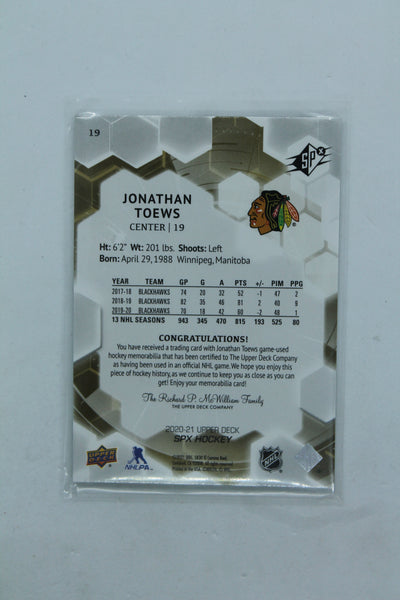 19
SPx
JONATHAN
TOEWS
CENTER | 19
Ht: 6'2" Wt: 201 lbs. Shoots: Left
Born: April 29, 1988 Winnipeg, Manitoba
YEAR TEAM GP G A PTS +/- PIM PPG
2017-18 BLACKHAWKS 74 20 32 52 -1 47 2
2018-19 BLACKHAWKS 82 35 46 81 2 40 9
2019-20 BLACKHAWKS 70 18 42 60 -2 48 1
13 NHL SEASONS 943 345 470 815 193 525 80
CONGRATULATIONS!
You have received a trading card with Jonathan Toews game-used
hockey memorabilia that has been certified to The Upper Deck Company
as having been used in an official NHL game. We hope you enjoy this
piece of hockey history, as we continue to keep you as close as you can
get! Enjoy your memorabilia card!
The Richard P. McWilliam Family
THE UPPER DECK COMPANY
2020-21 UPPER DECK
SPX HOCKEY
UPPER DECK
NHLPA
NHL